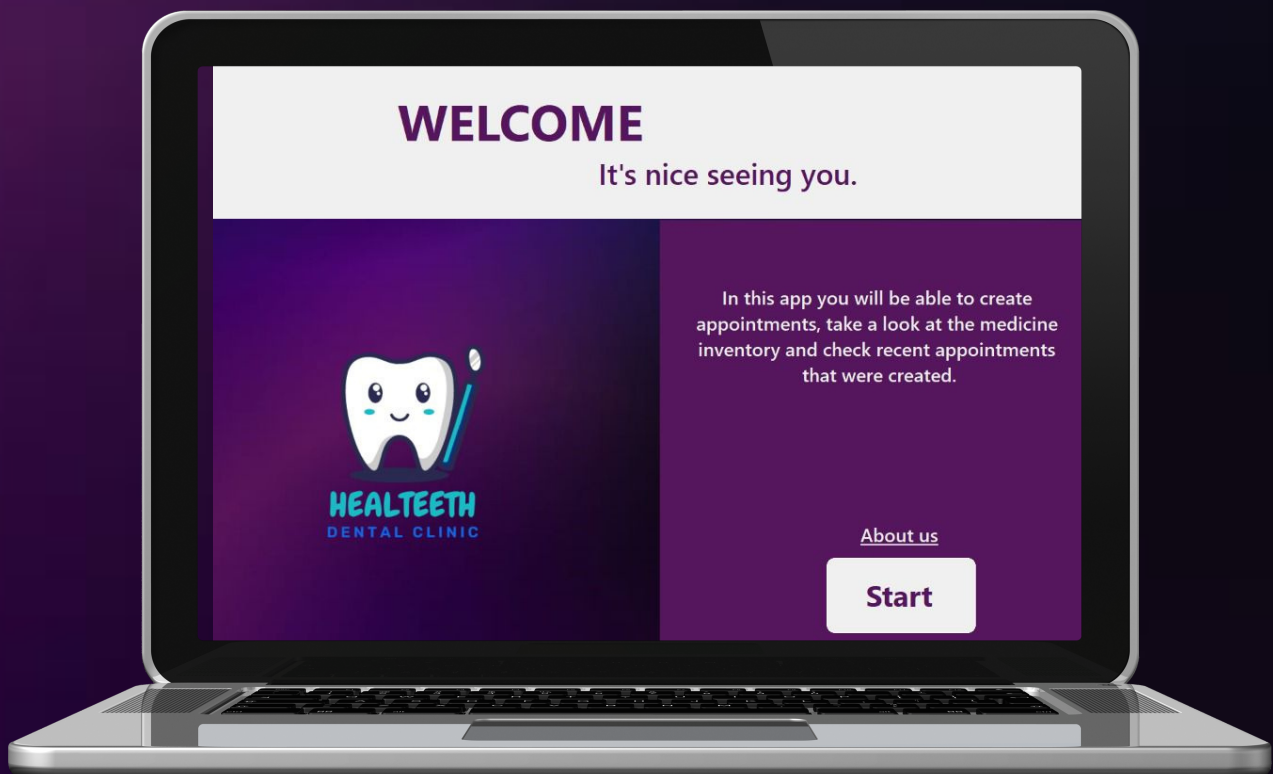 WELCOME
It's nice seeing you.
In this app you will be able to create
appointments, take a look at the medicine
inventory and check recent appointments
that were created.
HEALTEETH
DENTAL CLINIC
About us
Start